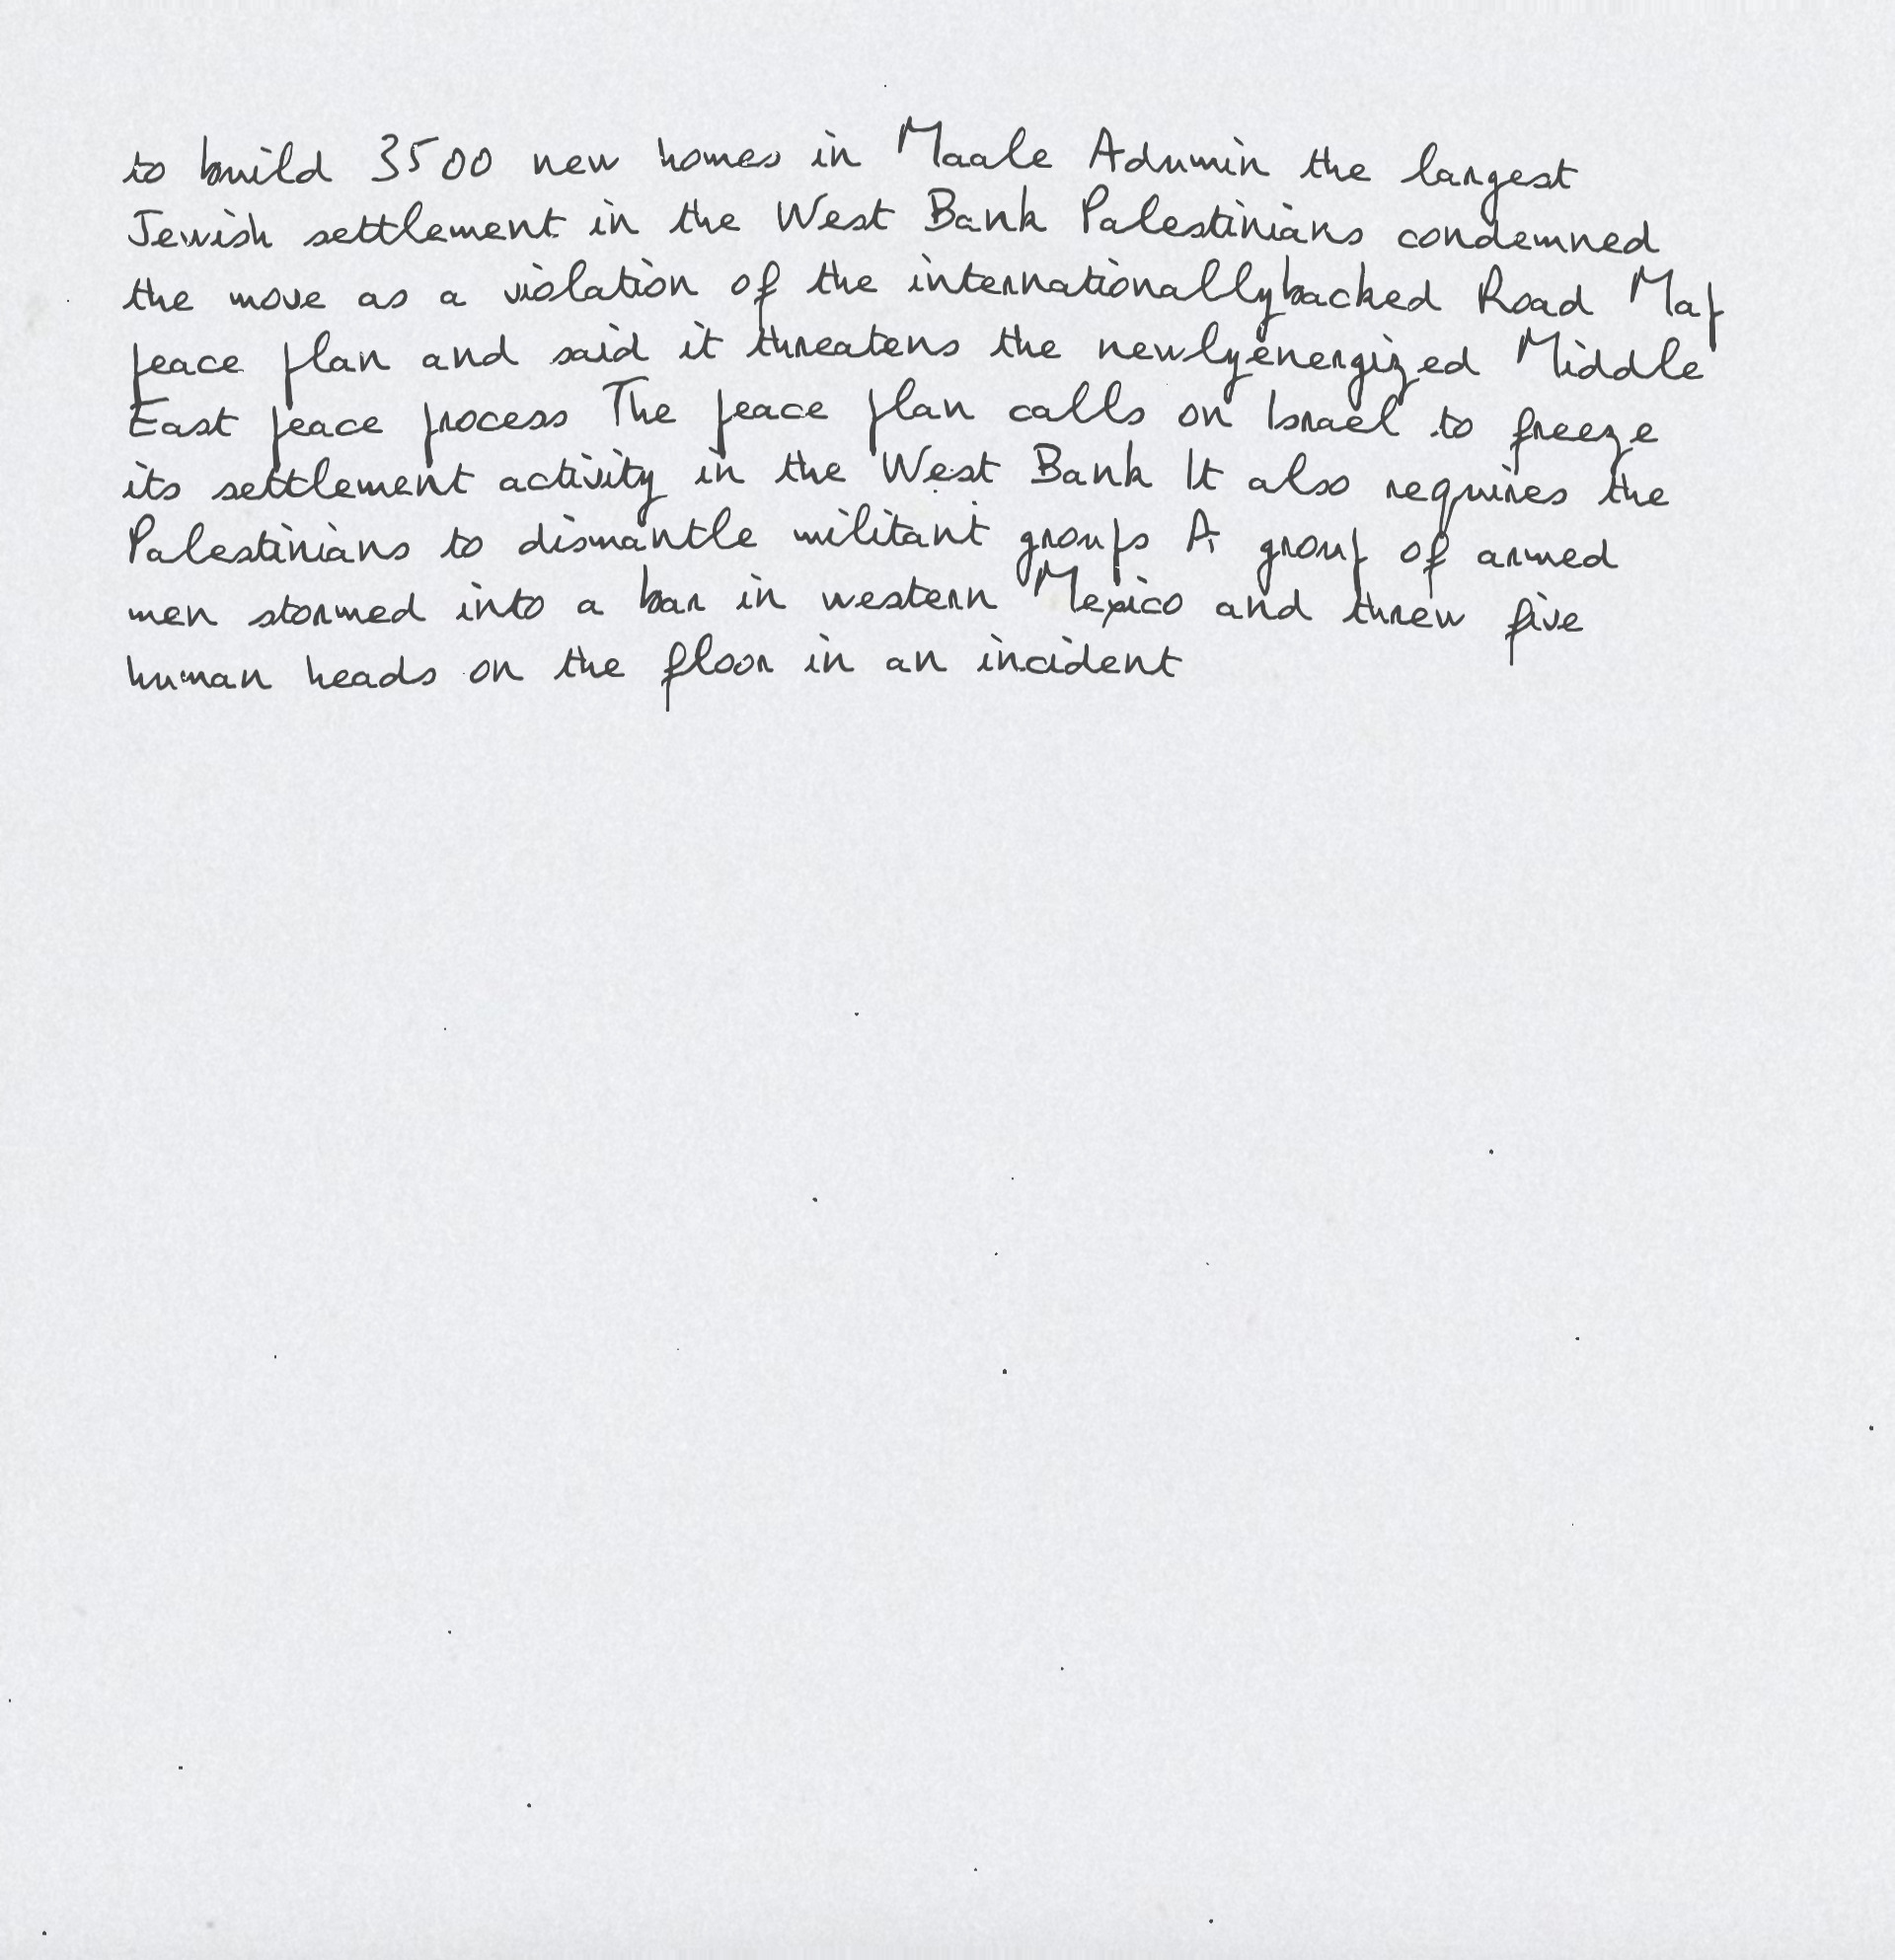 to build 3500 new homes in Maale Adumin the largest
Jewish settlement in the West Bank Palestinians condemned
the move as a violation of the internationallybacked Road Map
peace plan and said it threatens the newlyenergized Middle
East peace process The peace plan calls on Israel to freeze
its settlement activity in the West Bank It also requires the
Palestinians to dismantle militant groups A group of armed
men stormed into a bar in western Mexico and threw five
human heads on the floor in an incident